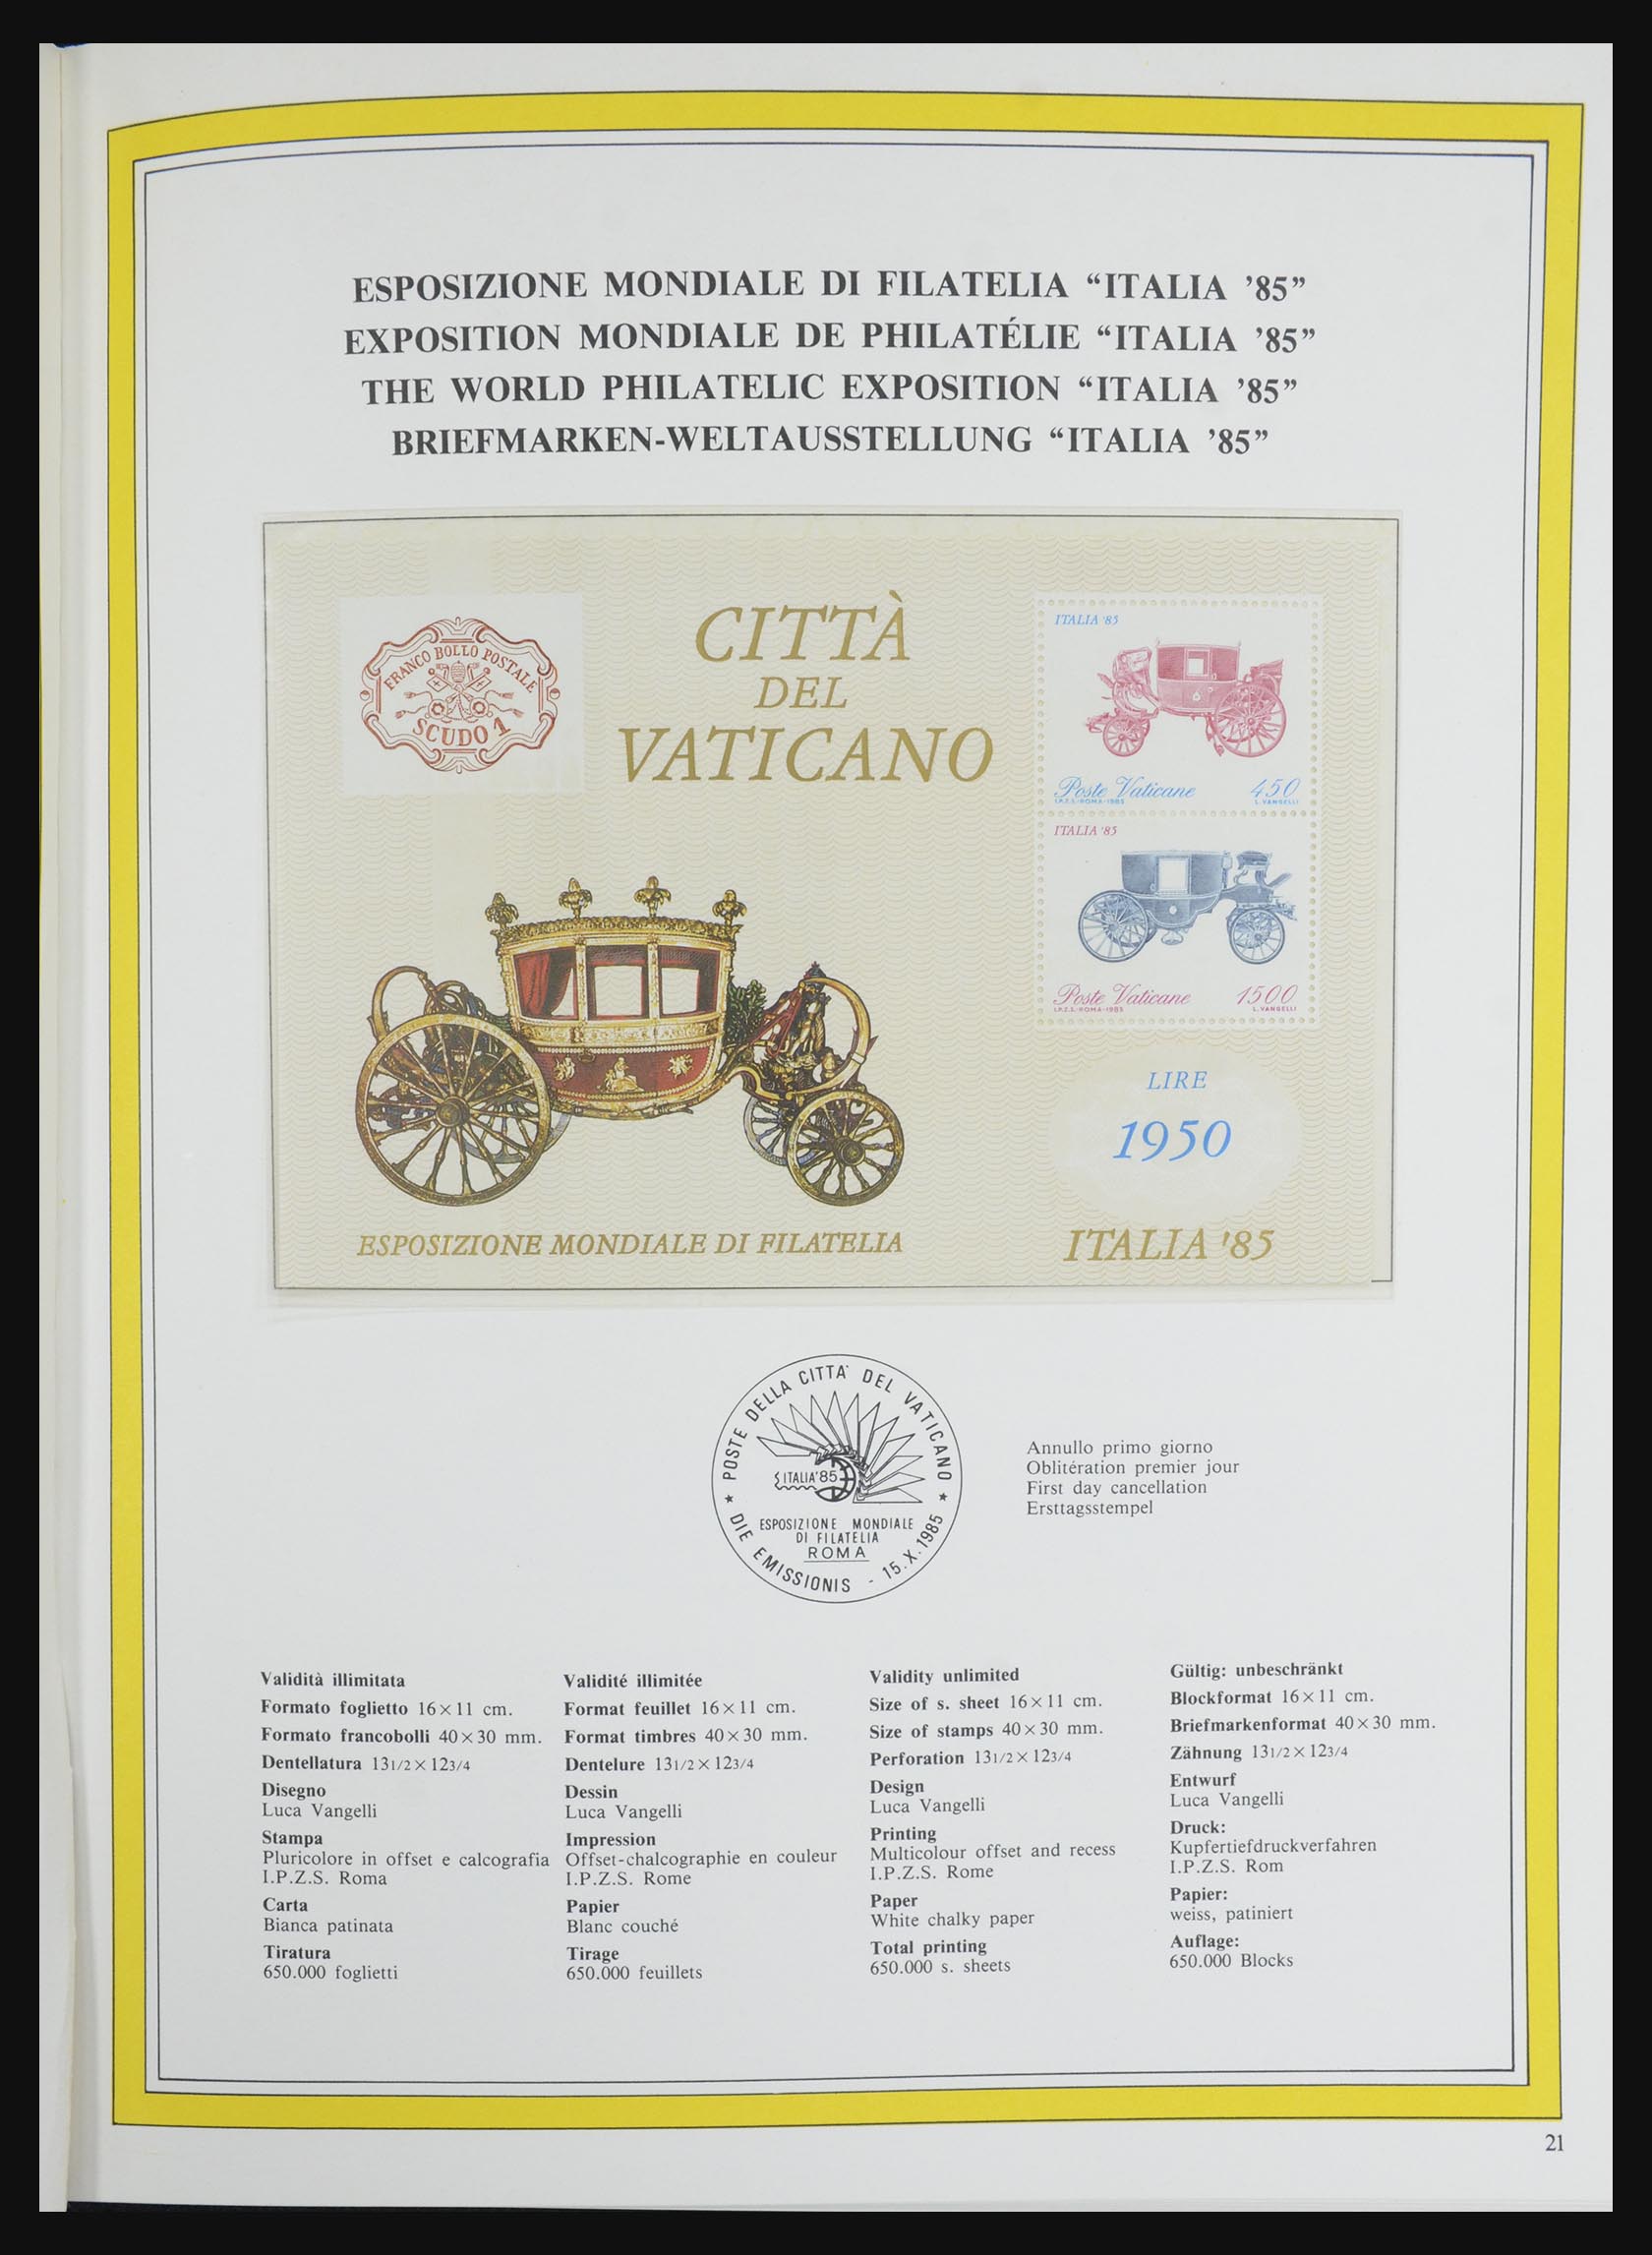 ESPOSIZIONE MONDIALE DI FILATELIA “ITALIA ’85”
EXPOSITION MONDIALE DE PHILATÉLIE “ITALIA ’85”
THE WORLD PHILATELIC EXPOSITION “ITALIA ’85”
BRIEFMARKEN-WELTAUSSTELLUNG “ITALIA ’85”
FRANCO BOLLO POSTALE
SCUDO 1
CITTÀ
DEL
VATICANO
ITALIA '85
Poste Vaticane 450
I.P.Z.S.-ROMA-1985 L. VANGELLI
ITALIA '85
Poste Vaticane 1500
I.P.Z.S.-ROMA-1985 L. VANGELLI
LIRE
1950
ESPOSIZIONE MONDIALE DI FILATELIA
ITALIA '85
POSTE DELLA CITTA' DEL VATICANO
ITALIA'85
ESPOSIZIONE MONDIALE
DI FILATELIA
ROMA
DIE EMISSIONIS - 15.X.1985
Annullo primo giorno
Oblitération premier jour
First day cancellation
Ersttagsstempel
Validità illimitata
Formato foglietto 16×11 cm.
Formato francobolli 40×30 mm.
Dentellatura 131/2×123/4
Disegno
Luca Vangelli
Stampa
Pluricolore in offset e calcografia
I.P.Z.S. Roma
Carta
Bianca patinata
Tiratura
650.000 foglietti
Validité illimitée
Format feuillet 16×11 cm.
Format timbres 40×30 mm.
Dentelure 131/2×123/4
Dessin
Luca Vangelli
Impression
Offset-chalcographie en couleur
I.P.Z.S. Rome
Papier
Blanc couché
Tirage
650.000 feuillets
Validity unlimited
Size of s. sheet 16×11 cm.
Size of stamps 40×30 mm.
Perforation 131/2×123/4
Design
Luca Vangelli
Printing
Multicolour offset and recess
I.P.Z.S. Rome
Paper
White chalky paper
Total printing
650.000 s. sheets
Gültig: unbeschränkt
Blockformat 16×11 cm.
Briefmarkenformat 40×30 mm.
Zähnung 131/2×123/4
Entwurf
Luca Vangelli
Druck:
Kupfertiefdruckverfahren
I.P.Z.S. Rom
Papier:
weiss, patiniert
Auflage:
650.000 Blocks
21